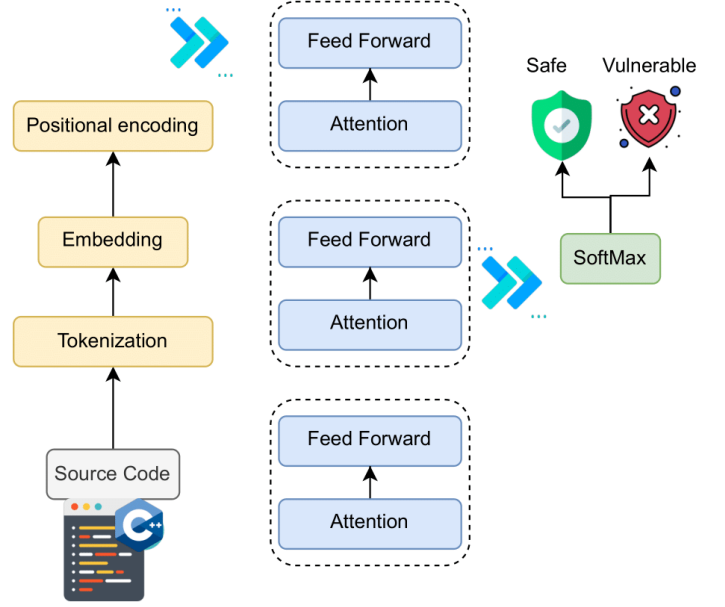 Feed Forward
Attention
Safe
Vulnerable
Positional encoding
Embedding
Tokenization
Source Code
C++
Feed Forward
Attention
SoftMax
Feed Forward
Attention